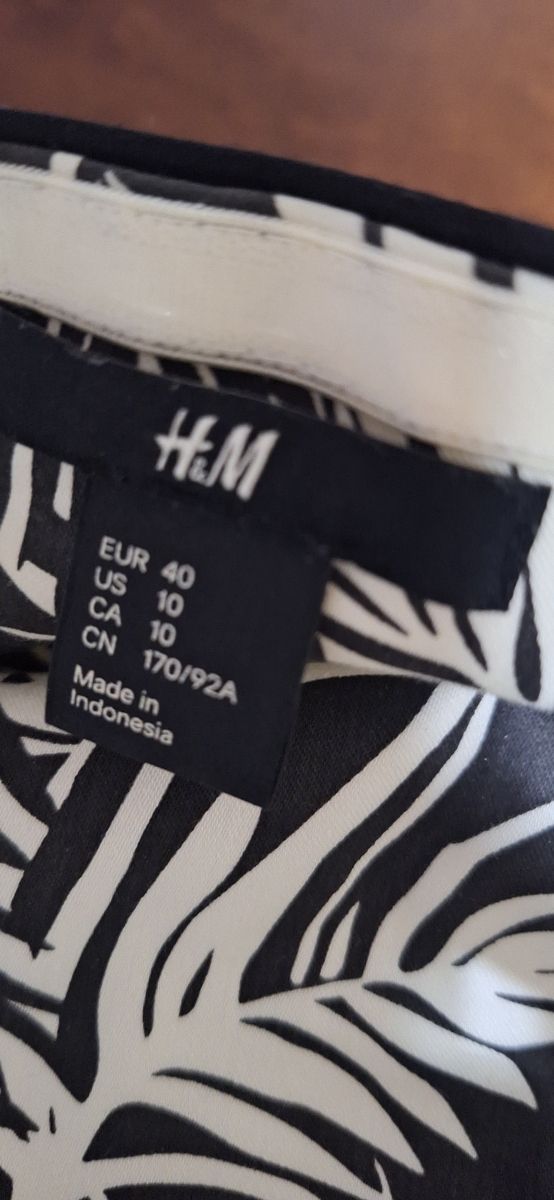 H&M
EUR 40
US 10
CA 10
CN 170/92A
Made in
Indonesia